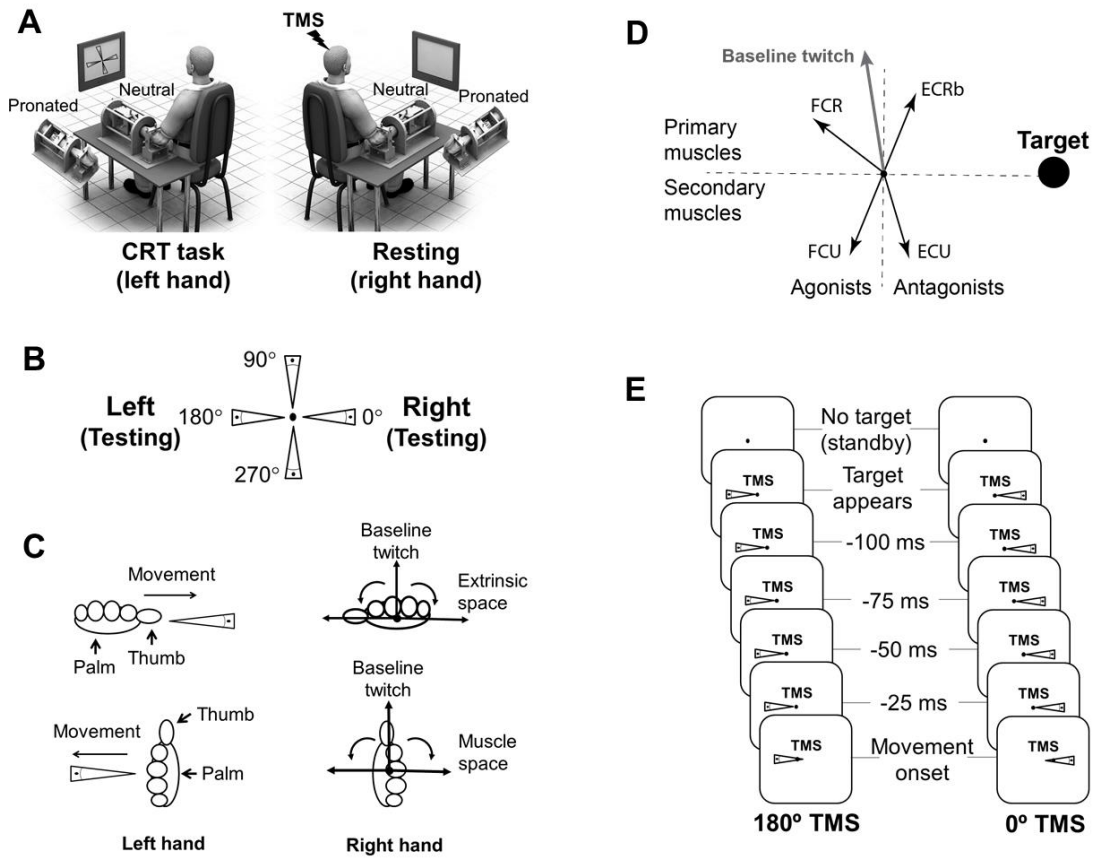 A
TMS
Neutral
Pronated
Neutral
Pronated
CRT task
(left hand)
Resting
(right hand)
B
90°
Left
(Testing)
180°
0°
Right
(Testing)
270°
C
Movement
Palm
Thumb
Baseline
twitch
Extrinsic
space
Movement
Thumb
Palm
Left hand
Baseline
twitch
Muscle
space
Right hand
D
Baseline twitch
FCR
ECRb
Primary
muscles
Target
Secondary
muscles
FCU
ECU
Agonists
Antagonists
E
No target
(standby)
TMS
Target
appears
TMS
TMS
-100 ms
TMS
TMS
-75 ms
TMS
TMS
-50 ms
TMS
TMS
-25 ms
TMS
TMS
Movement
onset
TMS
180º TMS
0º TMS